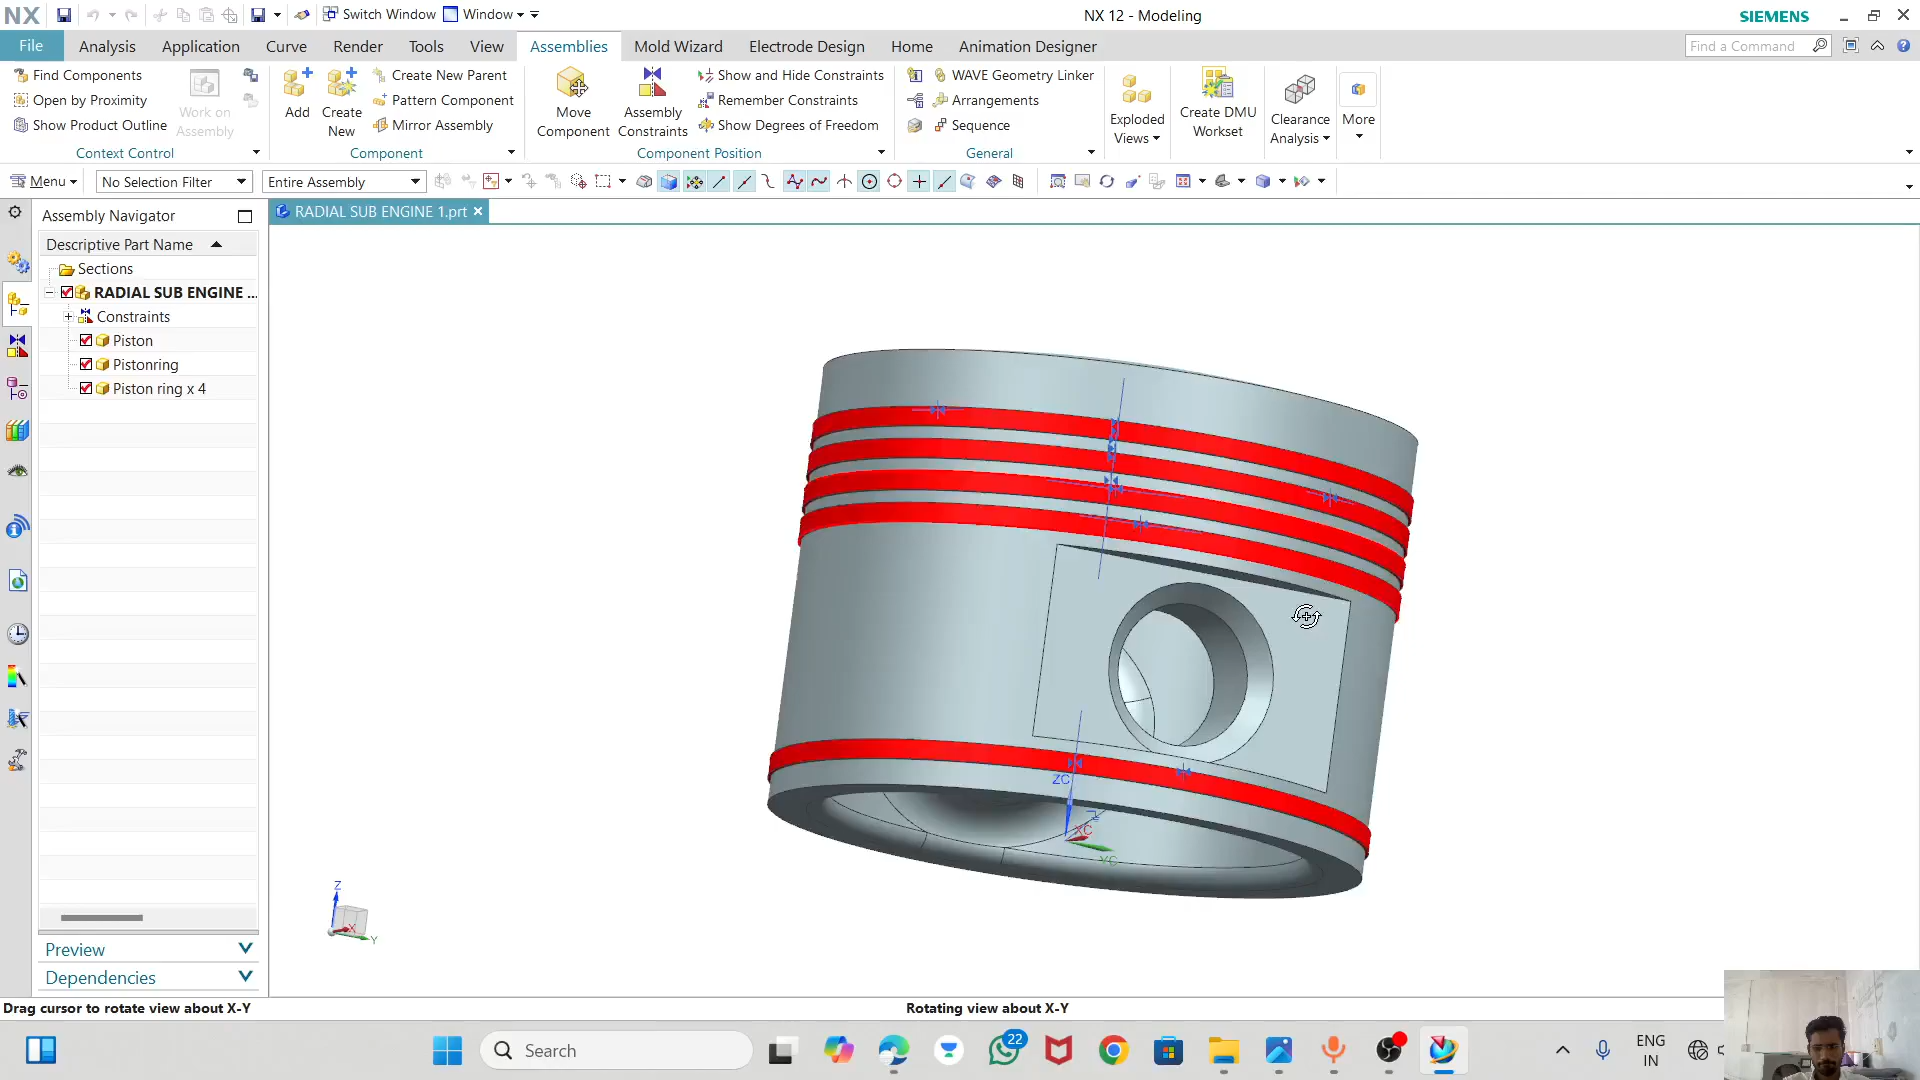 NX
Switch Window
Window
NX 12 - Modeling
SIEMENS
File
Analysis
Application
Curve
Render
Tools
View
Assemblies
Mold Wizard
Electrode Design
Home
Animation Designer
Find a Command
Find Components
Open by Proximity
Show Product Outline
Work on
Assembly
Context Control
Add
Create
New
Create New Parent
Pattern Component
Mirror Assembly
Component
Move
Component
Assembly
Constraints
Show and Hide Constraints
Remember Constraints
Show Degrees of Freedom
Component Position
WAVE Geometry Linker
Arrangements
Sequence
General
Exploded
Views
Create DMU
Workset
Clearance
Analysis
More
Menu
No Selection Filter
Entire Assembly
Assembly Navigator
RADIAL SUB ENGINE 1.prt
Descriptive Part Name
Sections
RADIAL SUB ENGINE ...
Constraints
Piston
Pistonring
Piston ring x 4
ZC
XC
YC
Z
X
Y
Preview
Dependencies
Drag cursor to rotate view about X-Y
Rotating view about X-Y
Search
22
ENG
IN